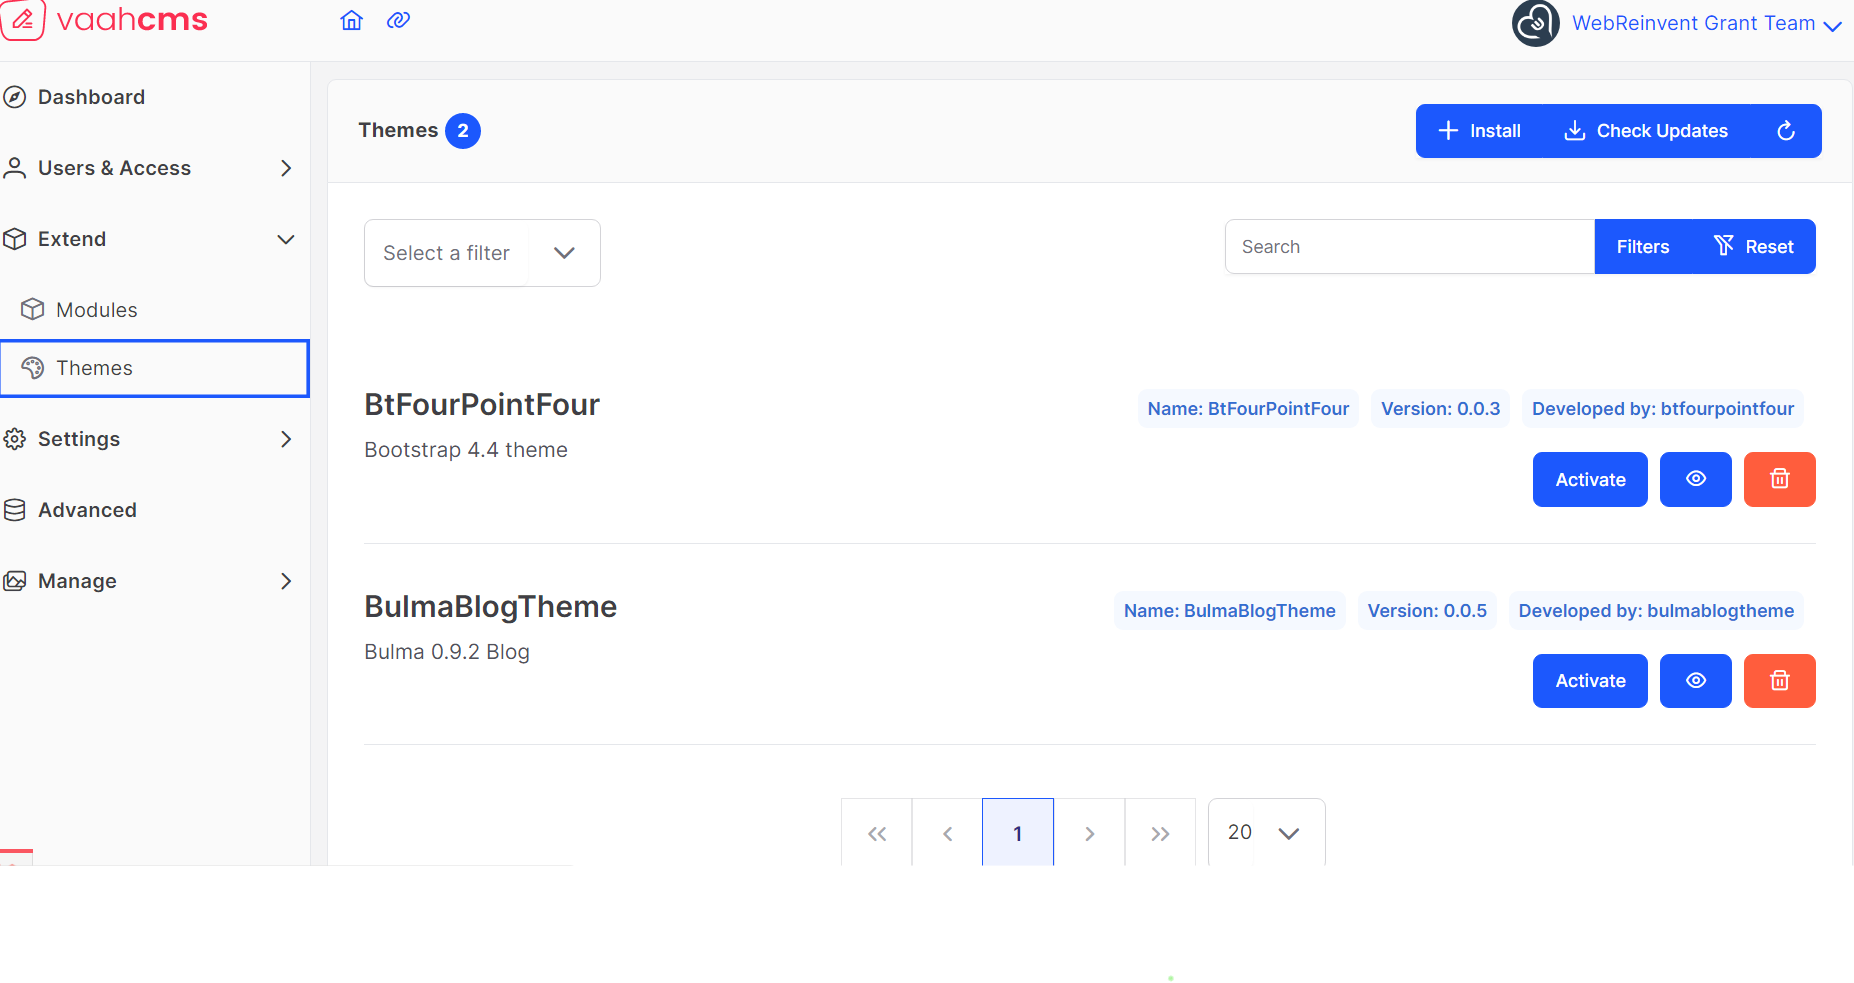 vaahcms
WebReinvent Grant Team
Dashboard
Users & Access
Extend
Modules
Themes
Settings
Advanced
Manage
Themes 2
Install
Check Updates
Select a filter
Search
Filters
Reset
BtFourPointFour
Bootstrap 4.4 theme
Name: BtFourPointFour
Version: 0.0.3
Developed by: btfourpointfour
Activate
BulmaBlogTheme
Bulma 0.9.2 Blog
Name: BulmaBlogTheme
Version: 0.0.5
Developed by: bulmablogtheme
Activate
1
20